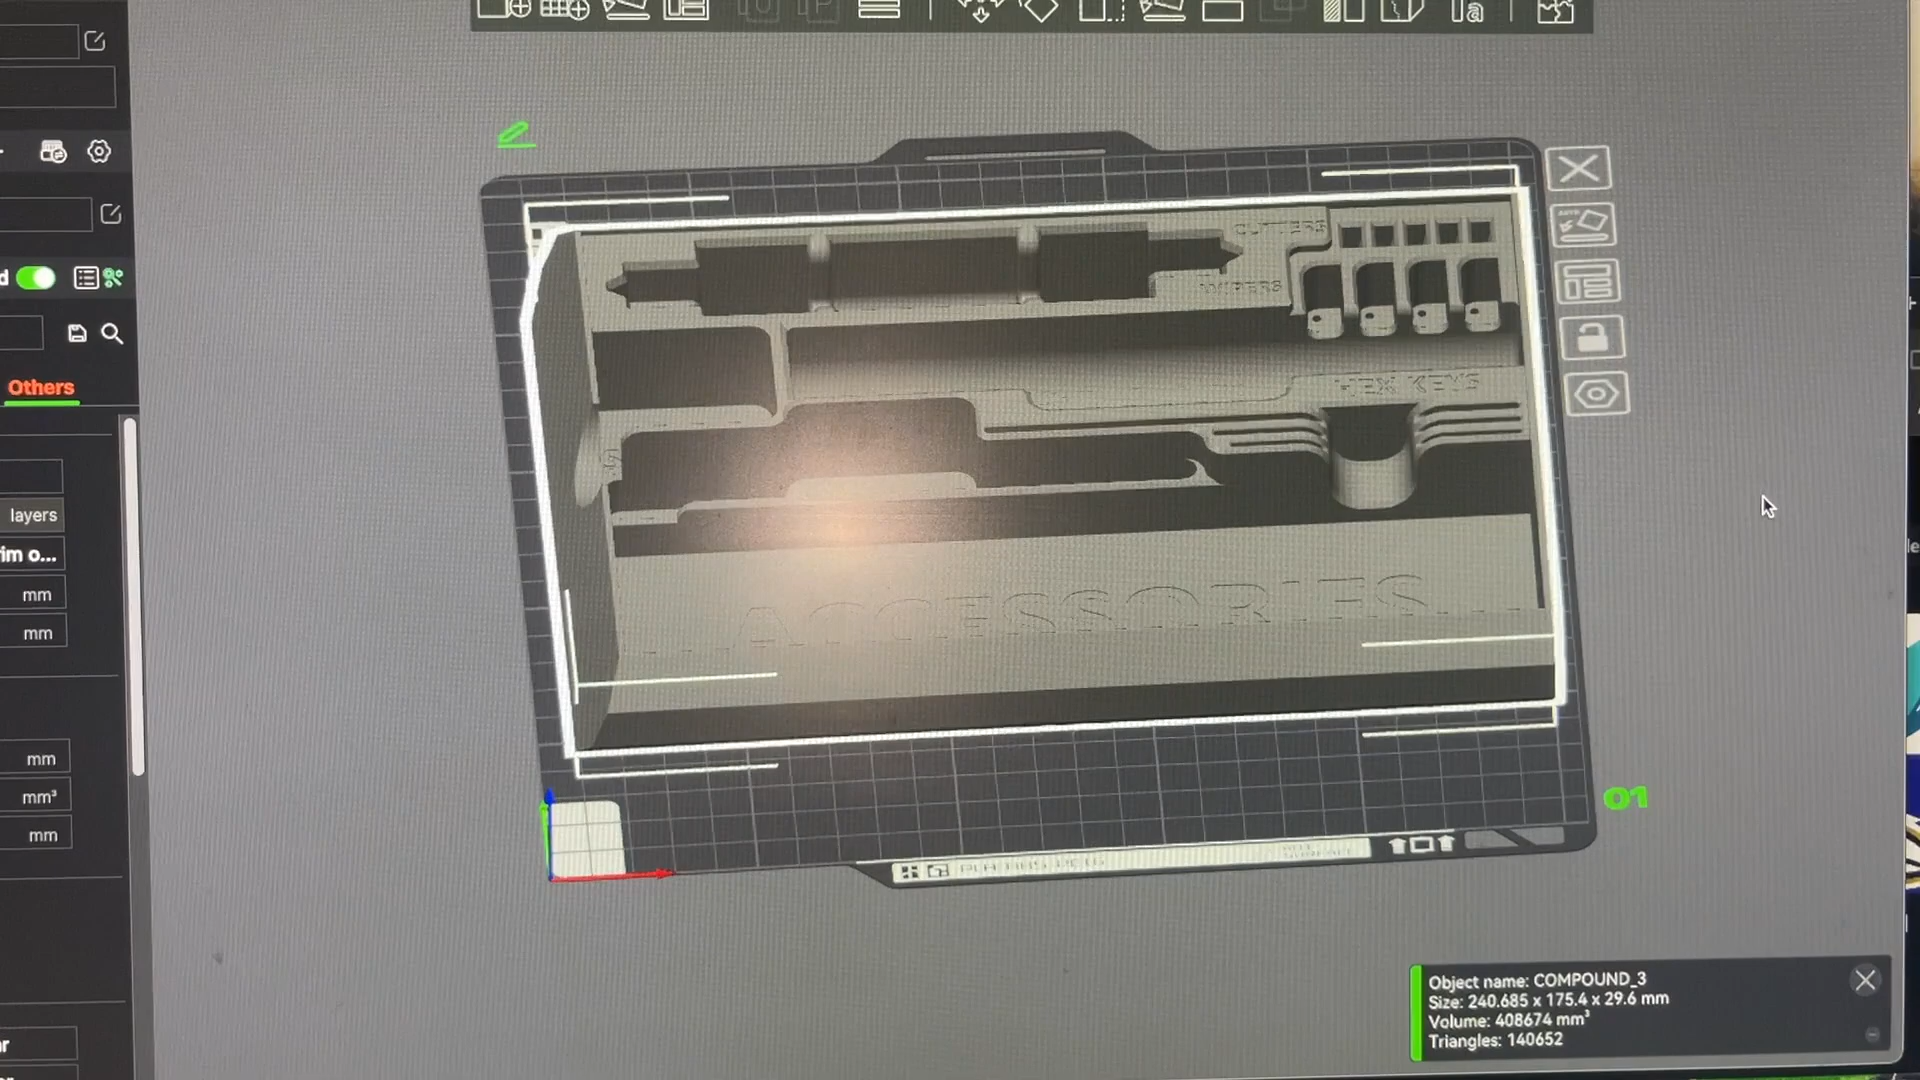 CUTTERS
WIPERS
HEX KEYS
Others
layers
im o...
mm
mm
ACCESSORIES
mm
mm³
mm
01
Object name: COMPOUND_3
Size: 240.685 x 175.4 x 29.6 mm
Volume: 408674 mm³
Triangles: 140652